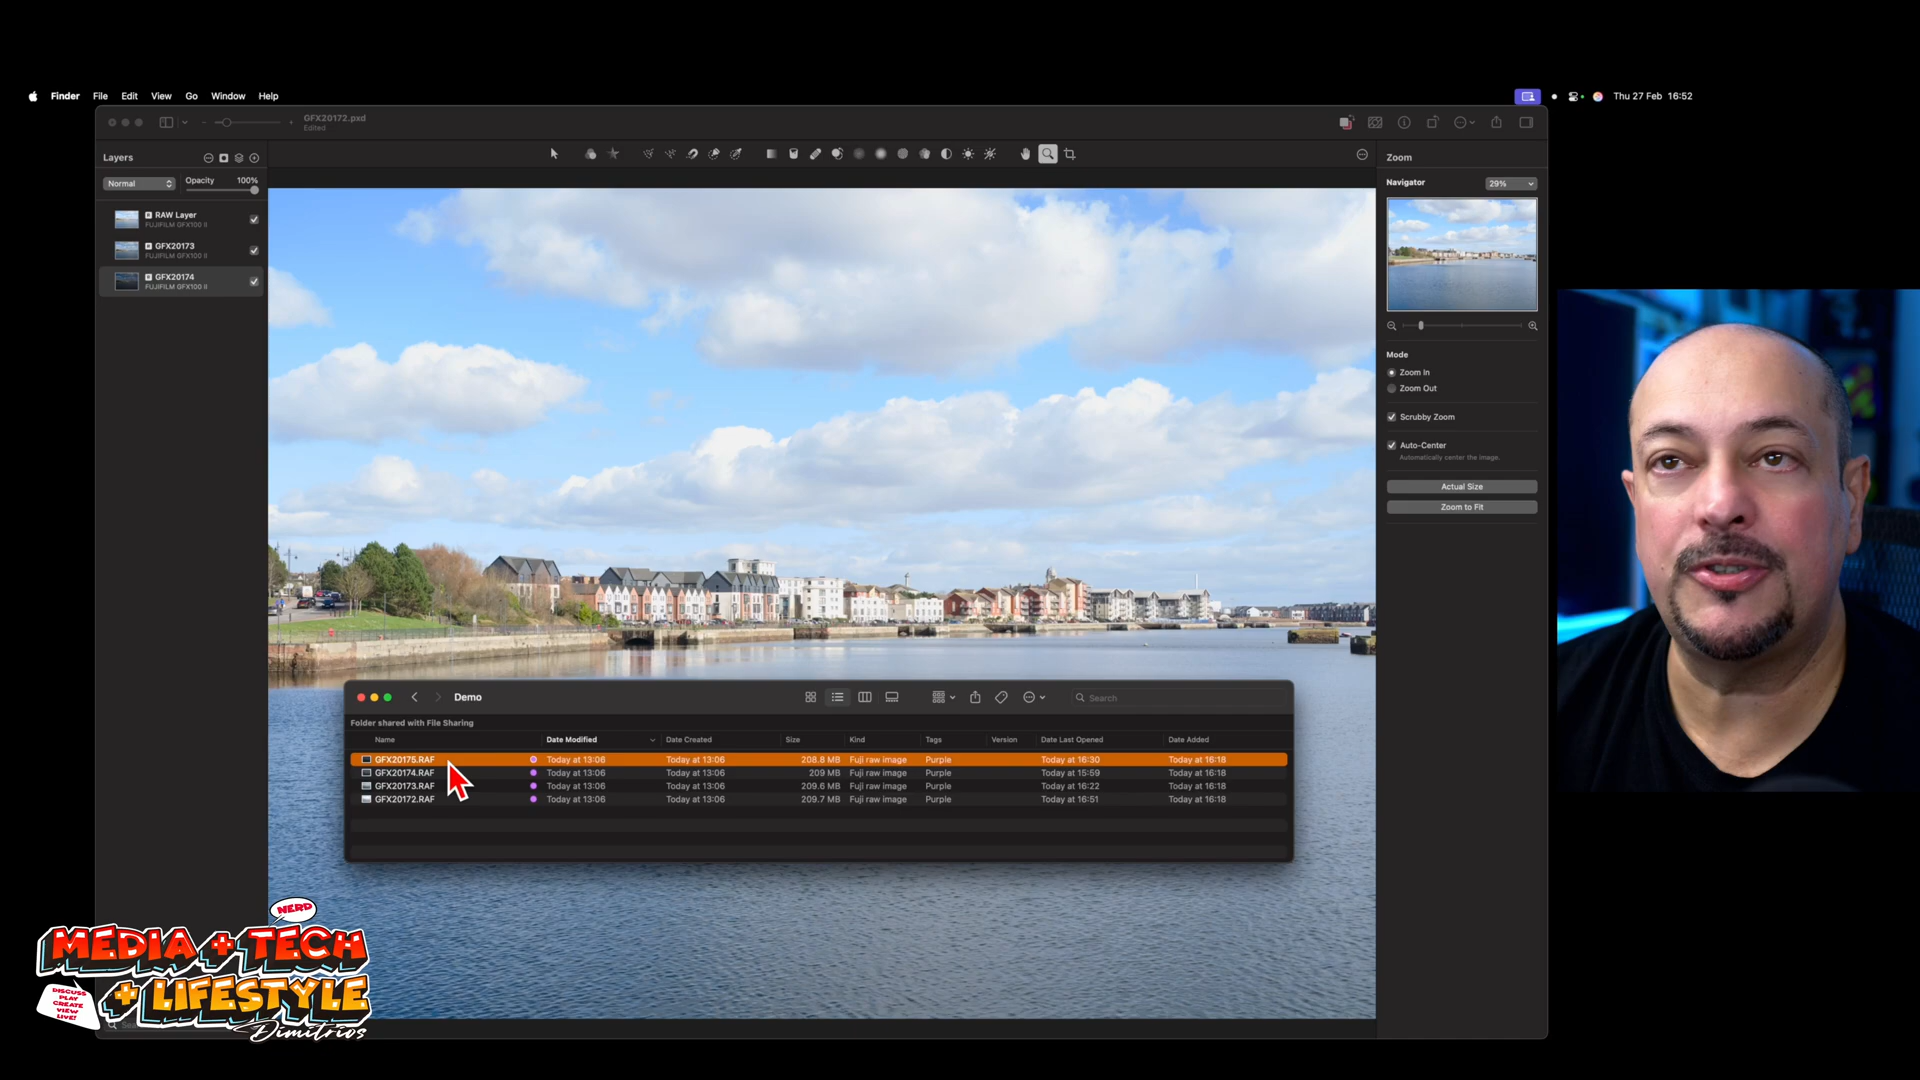 Finder File Edit View Go Window Help
Thu 27 Feb 16:52
GFX20172.pxd
Edited
Layers
Normal
Opacity 100%
RAW Layer
FUJIFILM GFX100 II
GFX20173
FUJIFILM GFX100 II
GFX20174
FUJIFILM GFX100 II
Zoom
Navigator
29%
Mode
Zoom In
Zoom Out
Scrubby Zoom
Auto-Center
Automatically center the image.
Actual Size
Zoom to Fit
Demo
Search
Folder shared with File Sharing
Name Date Modified Date Created Size Kind Tags Version Date Last Opened Date Added
GFX20175.RAF Today at 13:06 Today at 13:06 208.8 MB Fuji raw image Purple Today at 16:30 Today at 16:18
GFX20174.RAF Today at 13:06 Today at 13:06 209 MB Fuji raw image Purple Today at 15:59 Today at 16:18
GFX20173.RAF Today at 13:06 Today at 13:06 209.6 MB Fuji raw image Purple Today at 16:22 Today at 16:18
GFX20172.RAF Today at 13:06 Today at 13:06 209.7 MB Fuji raw image Purple Today at 16:51 Today at 16:18
NERD
MEDIA + TECH
+ LIFESTYLE
DISCUSS
PLAY
CREATE
VIEW
LIVE!
Dimitrios